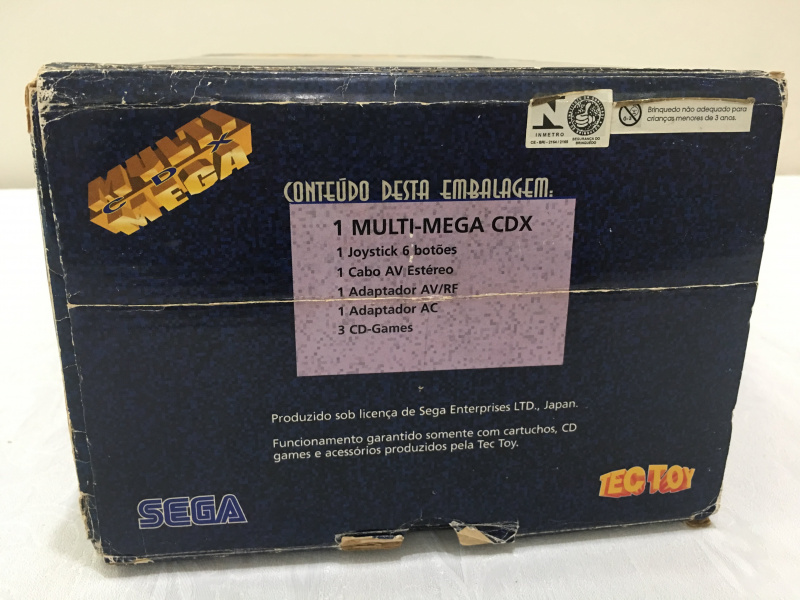 MULTI
CDX
MEGA
N
INMETRO
SEGURANÇA DO
BRINQUEDO
Brinquedo não adequado para
crianças menores de 3 anos.
CONTEÚDO DESTA EMBALAGEM:
1 MULTI-MEGA CDX
1 Joystick 6 botões
1 Cabo AV Estéreo
1 Adaptador AV/RF
1 Adaptador AC
3 CD-Games
Produzido sob licença de Sega Enterprises LTD., Japan.
Funcionamento garantido somente com cartuchos, CD
games e acessórios produzidos pela Tec Toy.
SEGA
TEC TOY